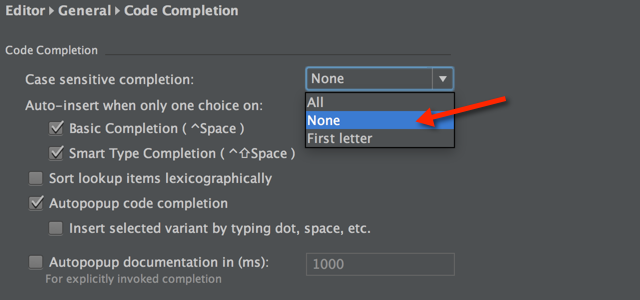 Editor › General › Code Completion
Code Completion
Case sensitive completion: None
All
Auto-insert when only one choice on:
None
Basic Completion ( ^Space )
First letter
Smart Type Completion ( ^⇧Space )
Sort lookup items lexicographically
Autopopup code completion
Insert selected variant by typing dot, space, etc.
Autopopup documentation in (ms): 1000
For explicitly invoked completion